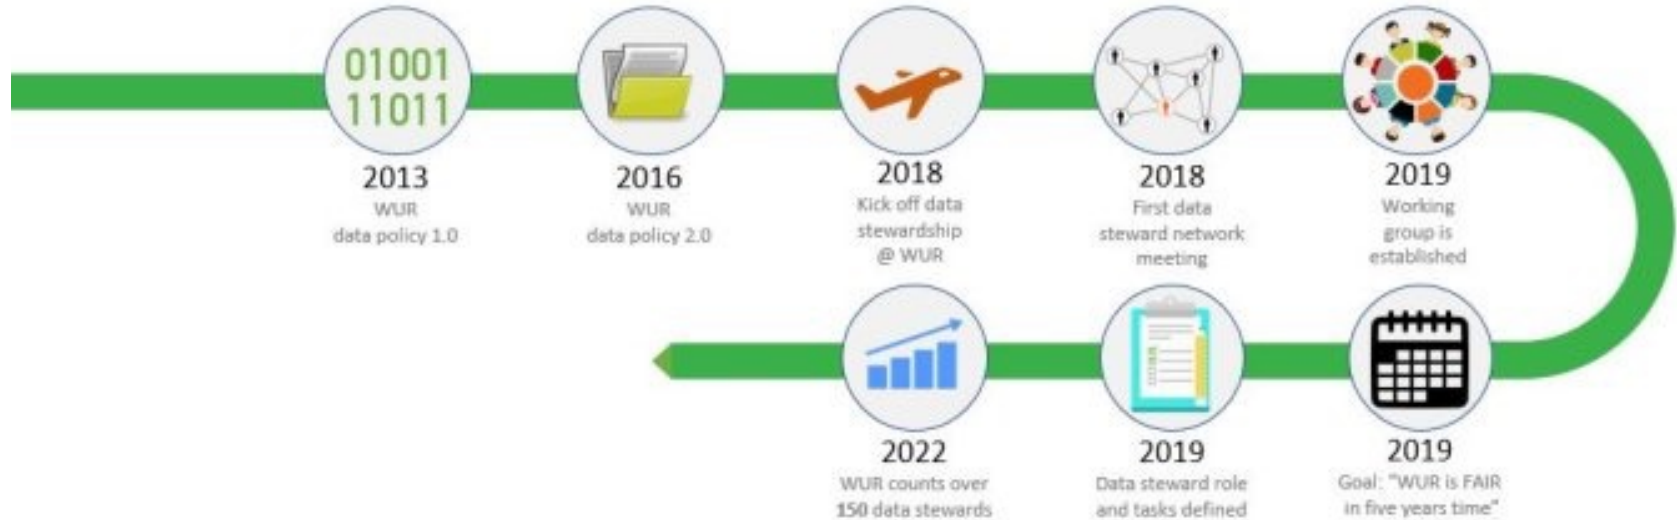 01001
11011
2013
WUR
data policy 1.0
2016
WUR
data policy 2.0
2018
Kick off data
stewardship
@ WUR
2018
First data
steward network
meeting
2019
Working
group is
established
2019
Goal: "WUR is FAIR
in five years time"
2019
Data steward role
and tasks defined
2022
WUR counts over
150 data stewards